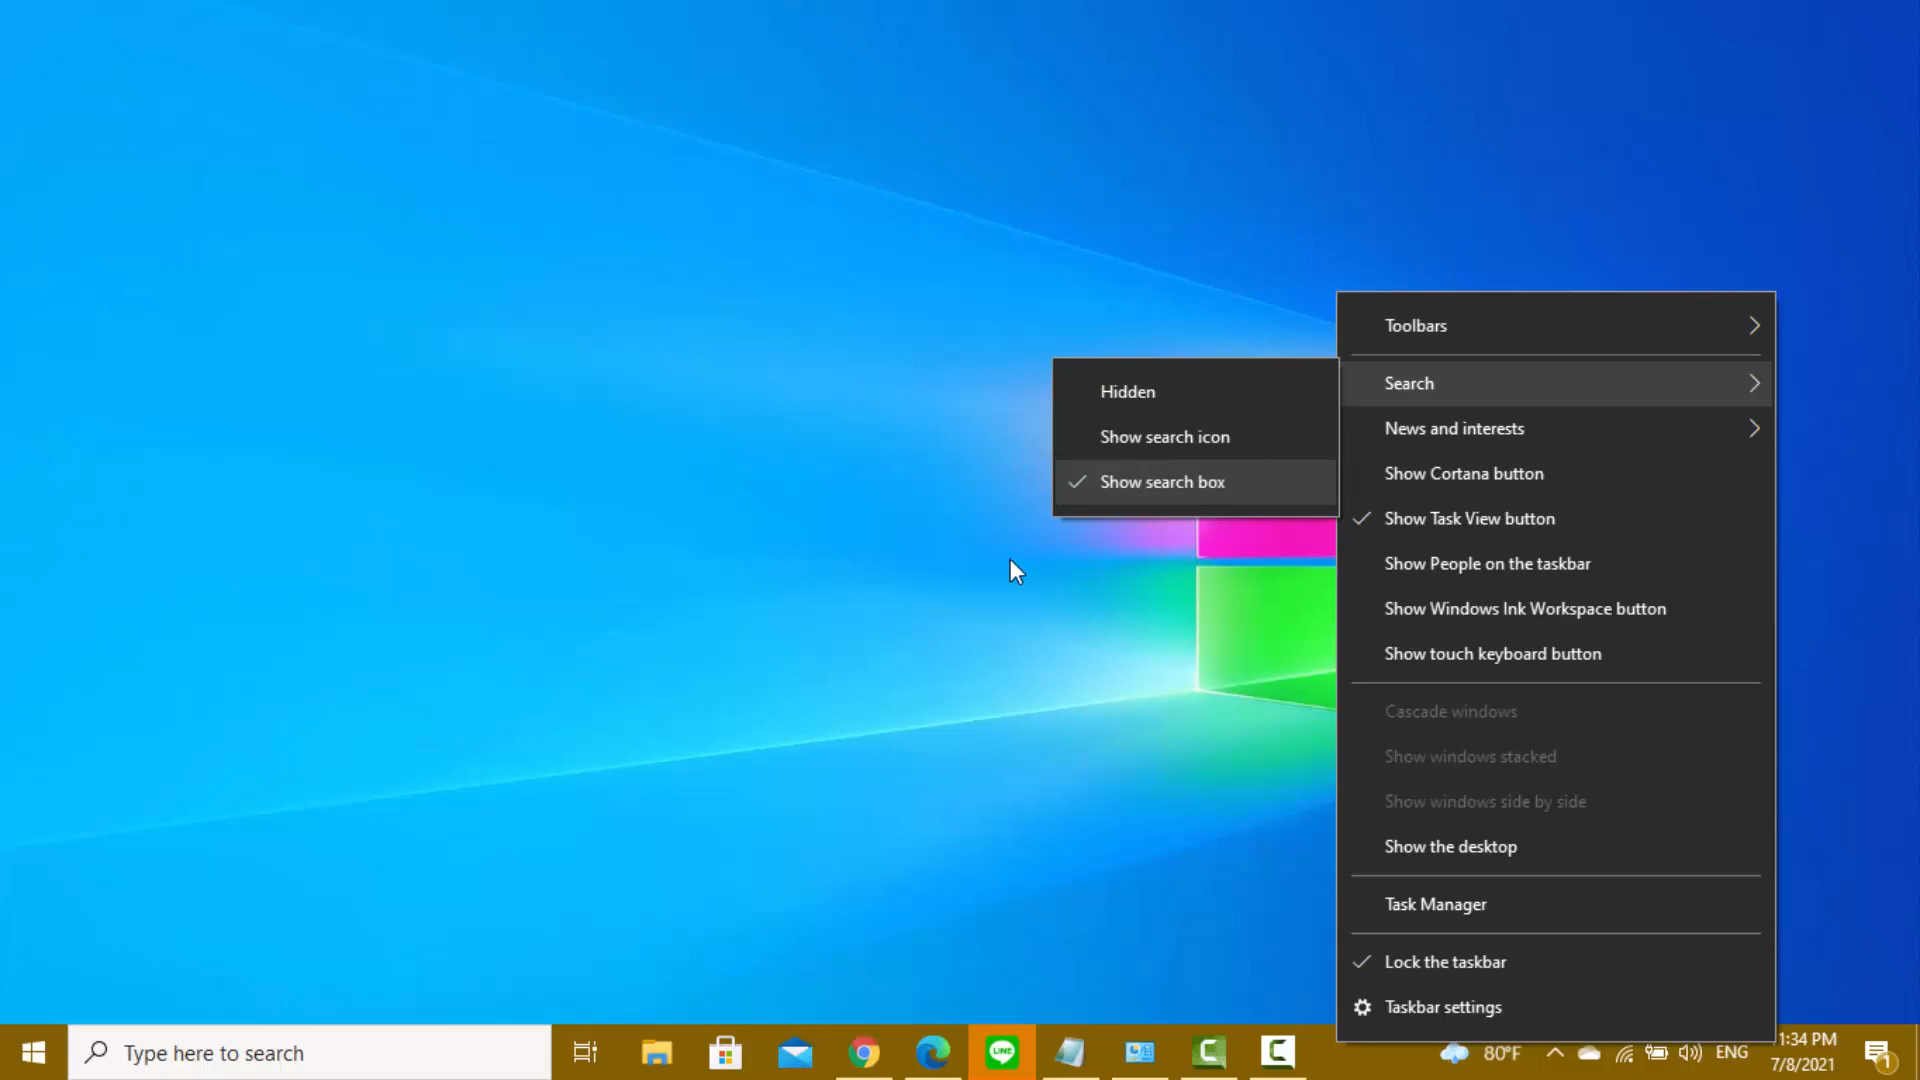 Toolbars
Search
News and interests
Show Cortana button
Show Task View button
Show People on the taskbar
Show Windows Ink Workspace button
Show touch keyboard button
Cascade windows
Show windows stacked
Show windows side by side
Show the desktop
Task Manager
Lock the taskbar
Taskbar settings
Hidden
Show search icon
Show search box
Type here to search
LINE
80°F
ENG
1:34 PM
7/8/2021
1